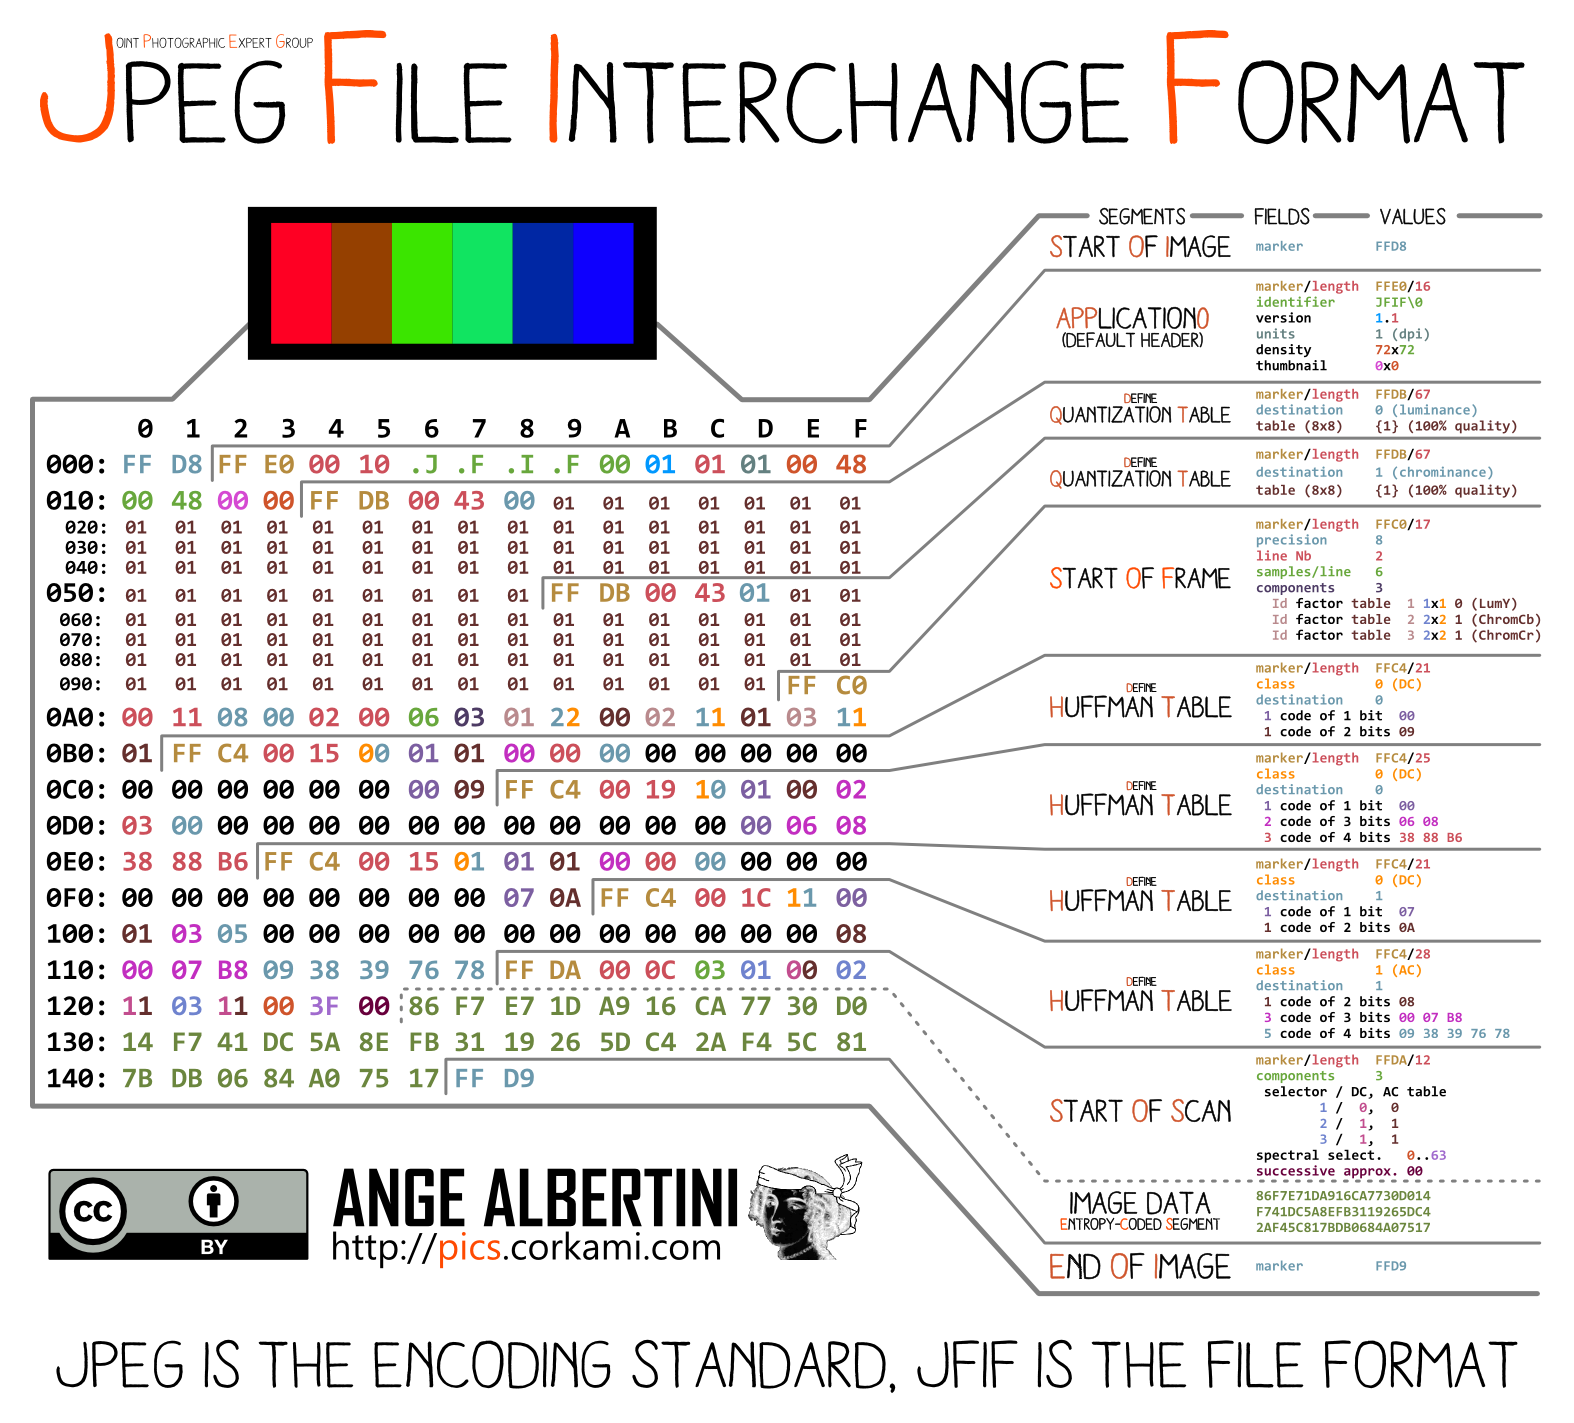 JOINT PHOTOGRAPHIC EXPERT GROUP
JPEG FILE INTERCHANGE FORMAT
0 1 2 3 4 5 6 7 8 9 A B C D E F
000: FF D8 FF E0 00 10 .J .F .I .F 00 01 01 01 00 48
010: 00 48 00 00 FF DB 00 43 00 01 01 01 01 01 01 01
020: 01 01 01 01 01 01 01 01 01 01 01 01 01 01 01 01
030: 01 01 01 01 01 01 01 01 01 01 01 01 01 01 01 01
040: 01 01 01 01 01 01 01 01 01 01 01 01 01 01 01 01
050: 01 01 01 01 01 01 01 01 01 FF DB 00 43 01 01 01
060: 01 01 01 01 01 01 01 01 01 01 01 01 01 01 01 01
070: 01 01 01 01 01 01 01 01 01 01 01 01 01 01 01 01
080: 01 01 01 01 01 01 01 01 01 01 01 01 01 01 01 01
090: 01 01 01 01 01 01 01 01 01 01 01 01 01 01 FF C0
0A0: 00 11 08 00 02 00 06 03 01 22 00 02 11 01 03 11
0B0: 01 FF C4 00 15 00 01 01 00 00 00 00 00 00 00 00
0C0: 00 00 00 00 00 00 00 09 FF C4 00 19 10 01 00 02
0D0: 03 00 00 00 00 00 00 00 00 00 00 00 00 00 06 08
0E0: 38 88 B6 FF C4 00 15 01 01 01 00 00 00 00 00 00
0F0: 00 00 00 00 00 00 00 00 07 0A FF C4 00 1C 11 00
100: 01 03 05 00 00 00 00 00 00 00 00 00 00 00 00 08
110: 00 07 B8 09 38 39 76 78 FF DA 00 0C 03 01 00 02
120: 11 03 11 00 3F 00 86 F7 E7 1D A9 16 CA 77 30 D0
130: 14 F7 41 DC 5A 8E FB 31 19 26 5D C4 2A F4 5C 81
140: 7B DB 06 84 A0 75 17 FF D9
SEGMENTS FIELDS VALUES
START OF IMAGE
marker FFD8
APPLICATION0
(DEFAULT HEADER)
marker/length FFE0/16
identifier JFIF\0
version 1.1
units 1 (dpi)
density 72x72
thumbnail 0x0
DEFINE
QUANTIZATION TABLE
marker/length FFDB/67
destination 0 (luminance)
table (8x8) {1} (100% quality)
DEFINE
QUANTIZATION TABLE
marker/length FFDB/67
destination 1 (chrominance)
table (8x8) {1} (100% quality)
START OF FRAME
marker/length FFC0/17
precision 8
line Nb 2
samples/line 6
components 3
Id factor table 1 1x1 0 (LumY)
Id factor table 2 2x2 1 (ChromCb)
Id factor table 3 2x2 1 (ChromCr)
DEFINE
HUFFMAN TABLE
marker/length FFC4/21
class 0 (DC)
destination 0
1 code of 1 bit 00
1 code of 2 bits 09
DEFINE
HUFFMAN TABLE
marker/length FFC4/25
class 0 (DC)
destination 0
1 code of 1 bit 00
2 code of 3 bits 06 08
3 code of 4 bits 38 88 B6
DEFINE
HUFFMAN TABLE
marker/length FFC4/21
class 0 (DC)
destination 1
1 code of 1 bit 07
1 code of 2 bits 0A
DEFINE
HUFFMAN TABLE
marker/length FFC4/28
class 1 (AC)
destination 1
1 code of 2 bits 08
3 code of 3 bits 00 07 B8
5 code of 4 bits 09 38 39 76 78
START OF SCAN
marker/length FFDA/12
components 3
selector / DC, AC table
1 / 0, 0
2 / 1, 1
3 / 1, 1
spectral select. 0..63
successive approx. 00
IMAGE DATA
ENTROPY-CODED SEGMENT
86F7E71DA916CA7730D014
F741DC5A8EFB3119265DC4
2AF45C817BDB0684A07517
END OF IMAGE
marker FFD9
cc
BY
ANGE ALBERTINI
http://pics.corkami.com
JPEG IS THE ENCODING STANDARD, JFIF IS THE FILE FORMAT